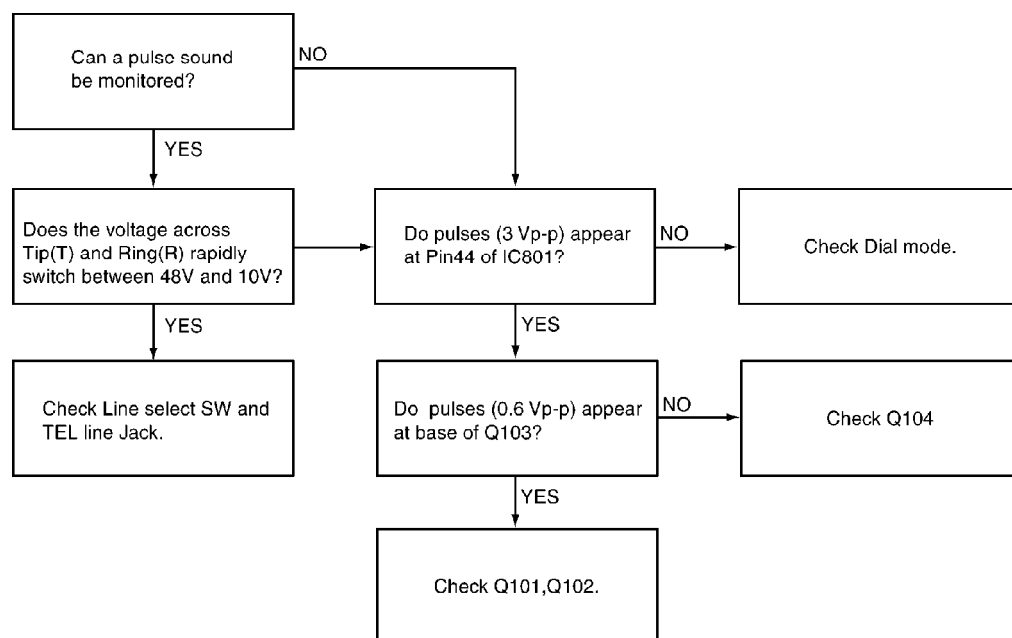 Can a pulse sound
be monitored?
NO
YES
Does the voltage across
Tip(T) and Ring(R) rapidly
switch between 48V and 10V?
Do pulses (3 Vp-p) appear
at Pin44 of IC801?
NO
Check Dial mode.
YES
YES
Check Line select SW and
TEL line Jack.
Do pulses (0.6 Vp-p) appear
at base of Q103?
NO
Check Q104
YES
Check Q101,Q102.